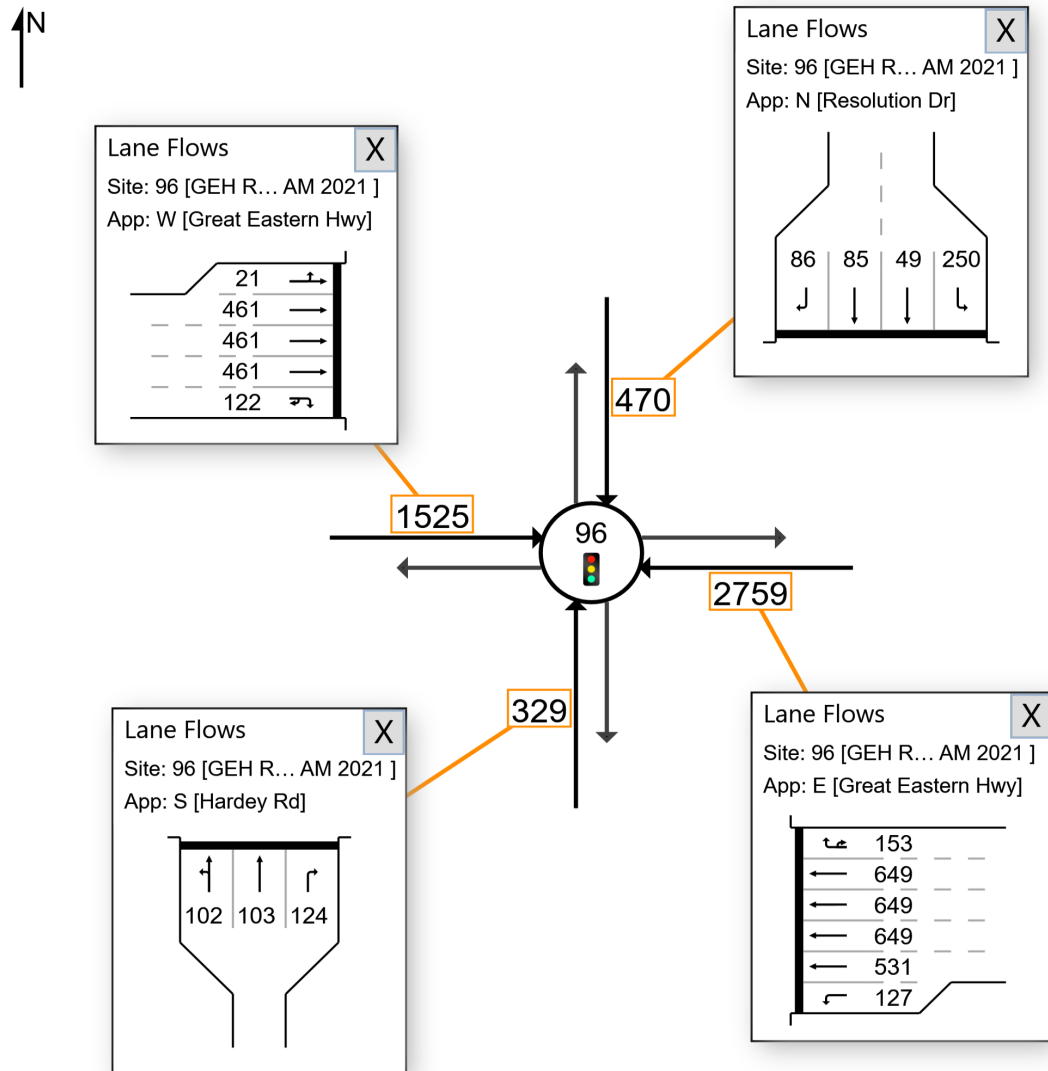 N
Lane Flows X
Site: 96 [GEH R... AM 2021 ]
App: N [Resolution Dr]
86 85 49 250
Lane Flows X
Site: 96 [GEH R... AM 2021 ]
App: W [Great Eastern Hwy]
21
461
461
461
122
470
1525
96
2759
329
Lane Flows X
Site: 96 [GEH R... AM 2021 ]
App: S [Hardey Rd]
102 103 124
Lane Flows X
Site: 96 [GEH R... AM 2021 ]
App: E [Great Eastern Hwy]
153
649
649
649
531
127